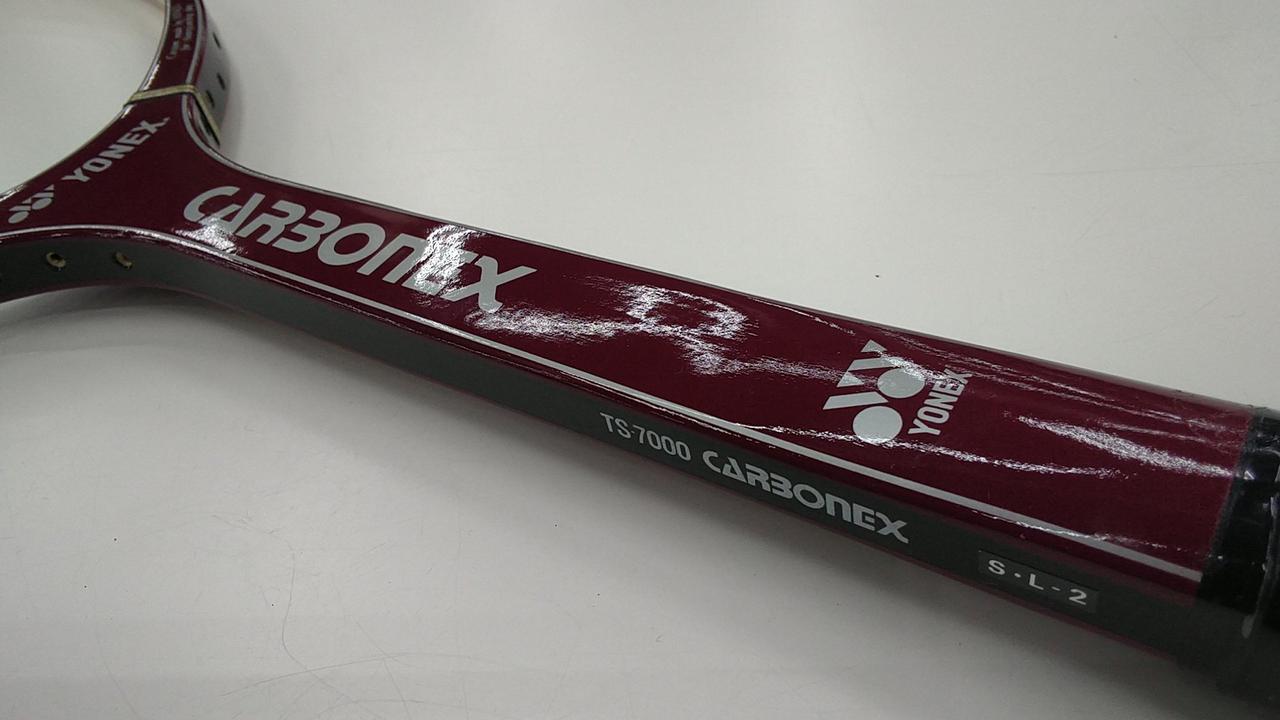 YONEX
CARBONEX
YONEX
TS-7000 CARBONEX
S・L-2